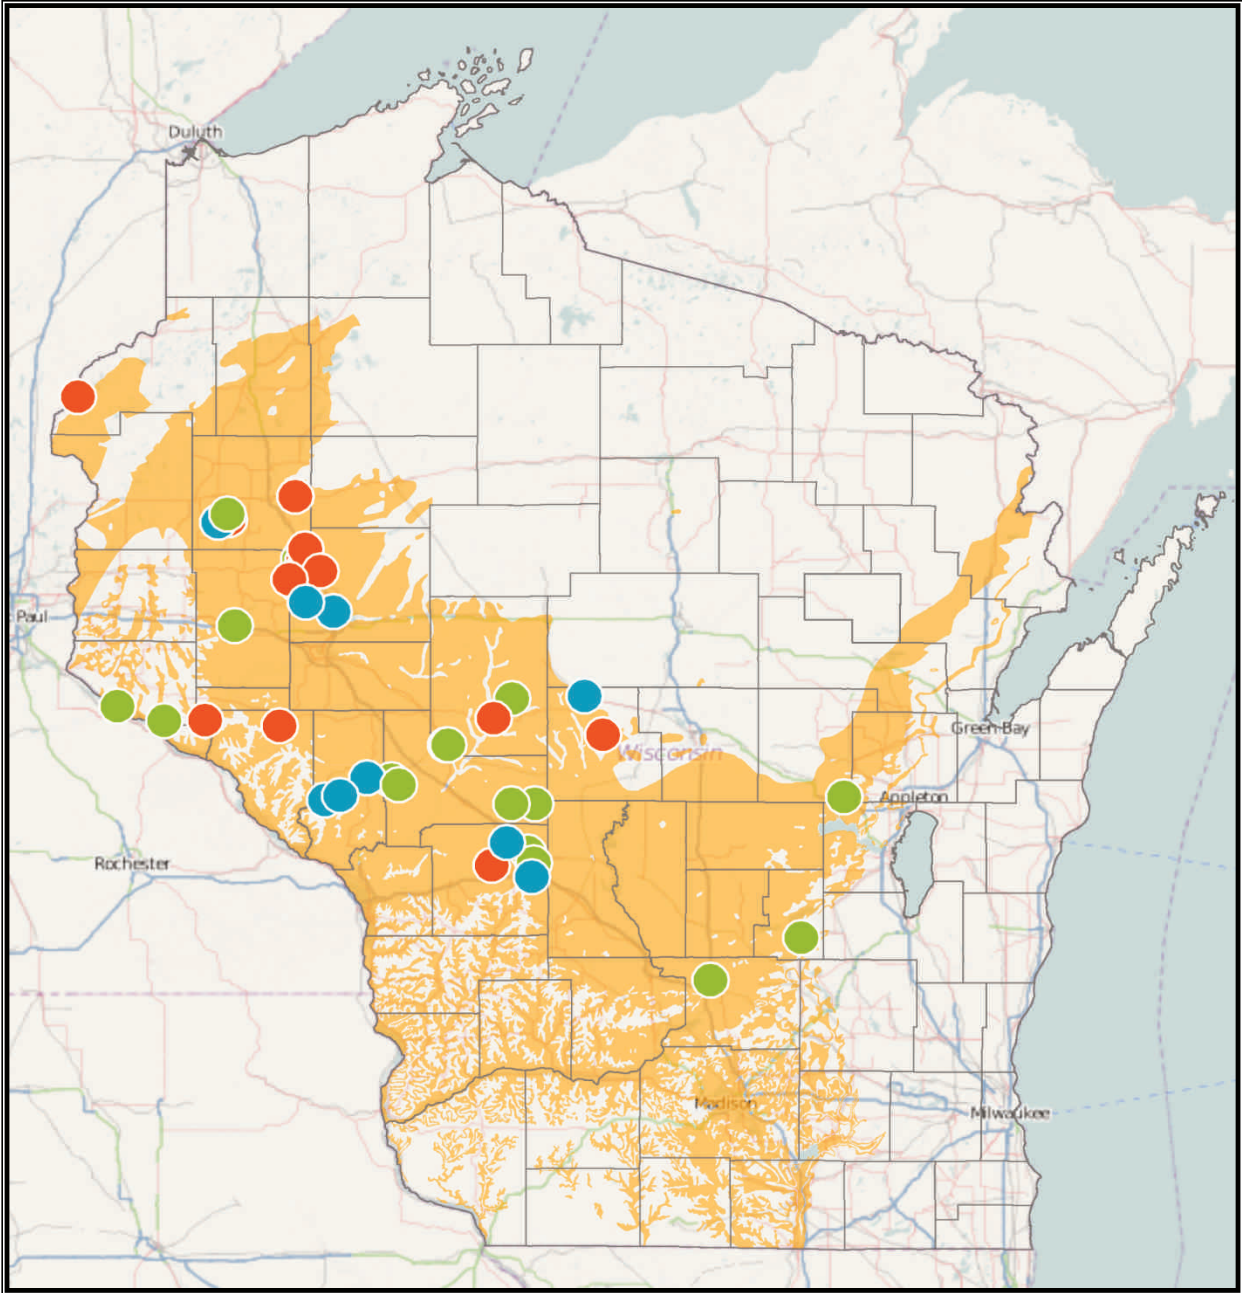 Duluth
Paul
Wisconsin
Green Bay
Appleton
Rochester
Madison
Milwaukee